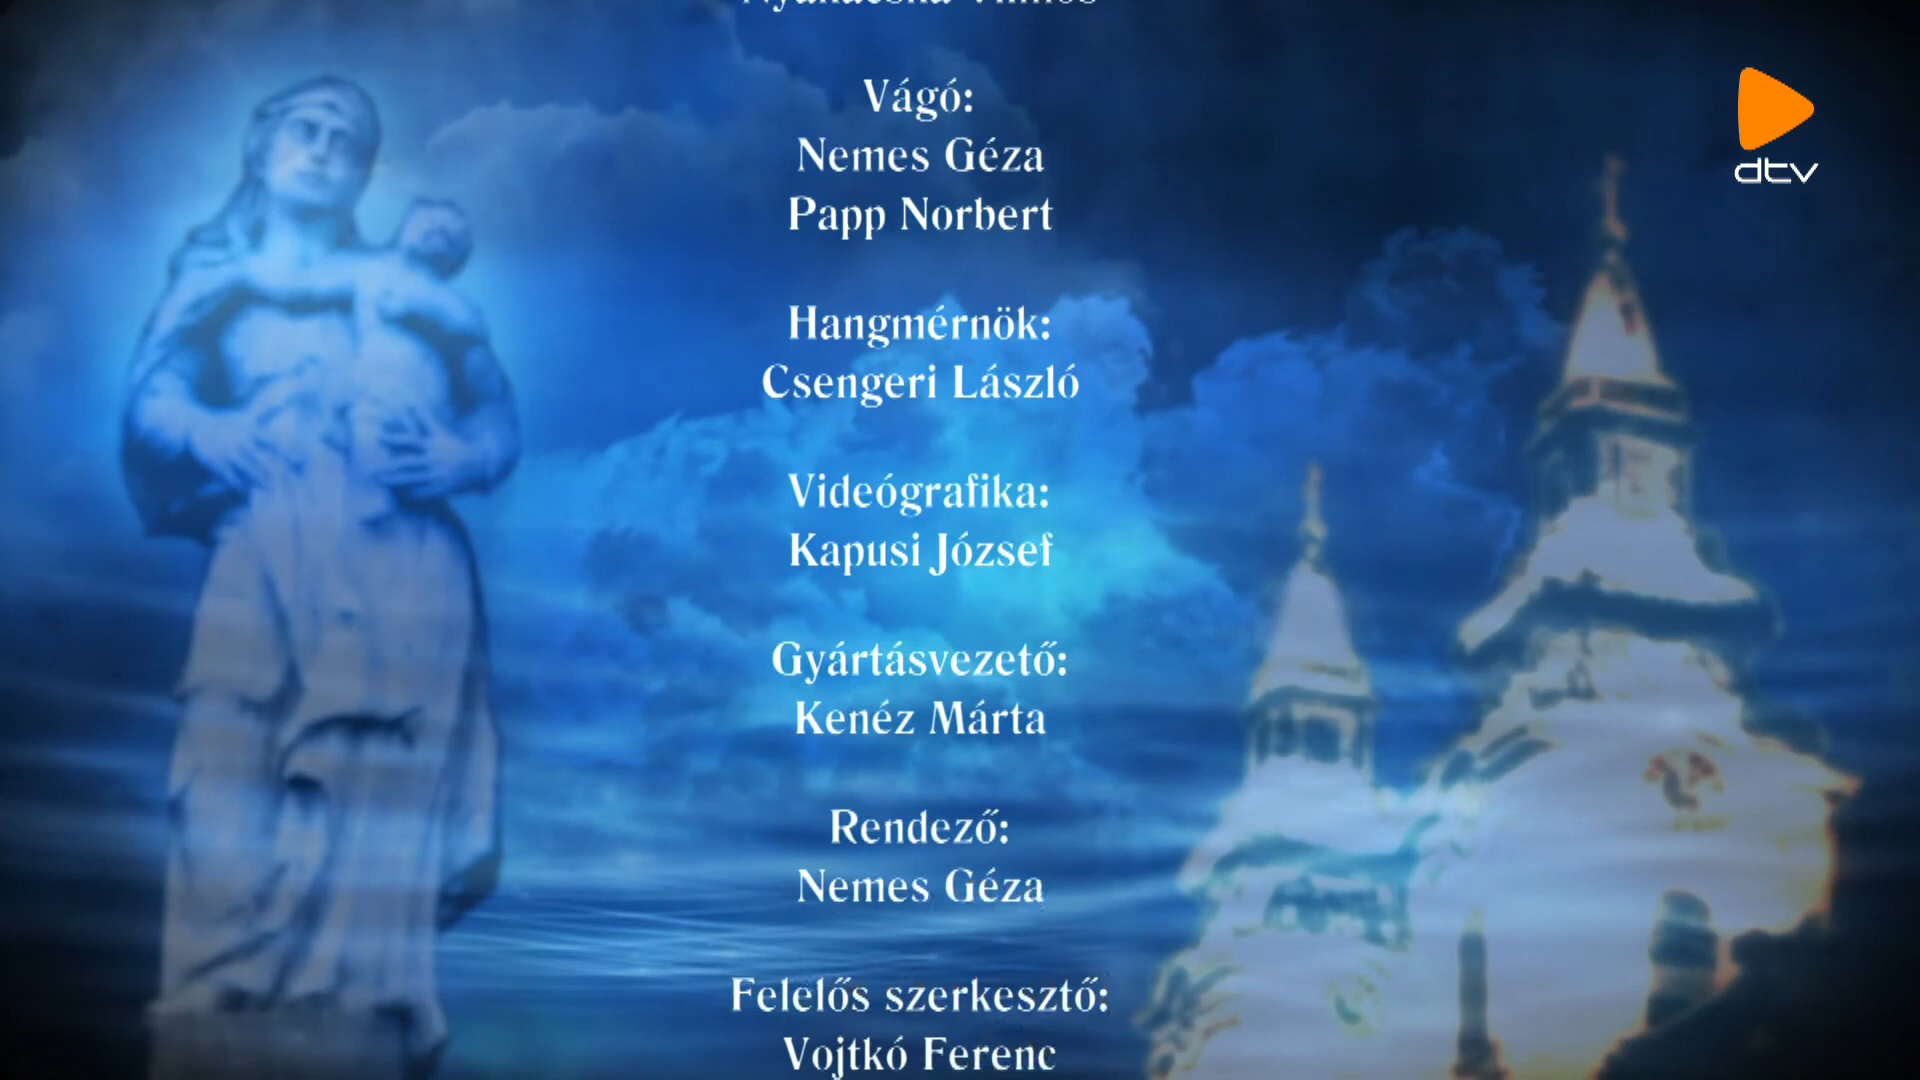 Vágó:
Nemes Géza
Papp Norbert
Hangmérnök:
Csengeri László
Videógrafika:
Kapusi József
Gyártásvezető:
Kenéz Márta
Rendező:
Nemes Géza
Felelős szerkesztő:
Vojtkó Ferenc
dtv